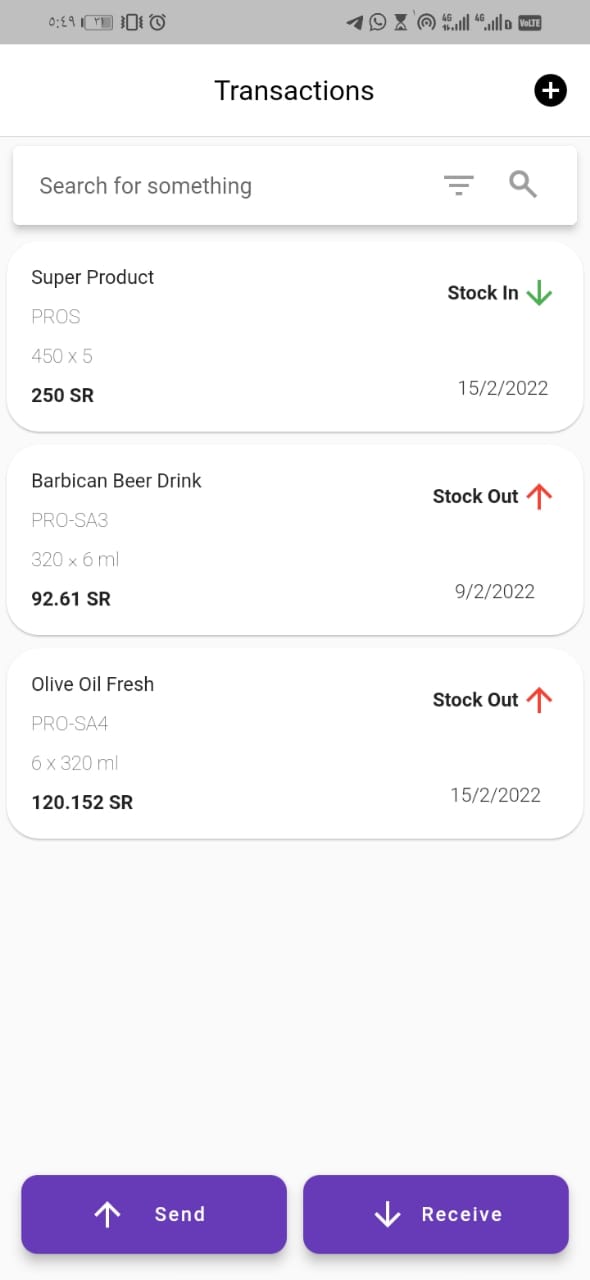 ٥:٤٩ ٢١ 4G 4G D VoLTE
Transactions
Search for something
Super Product
Stock In
PROS
450 x 5
250 SR
15/2/2022
Barbican Beer Drink
Stock Out
PRO-SA3
320 × 6 ml
92.61 SR
9/2/2022
Olive Oil Fresh
Stock Out
PRO-SA4
6 x 320 ml
120.152 SR
15/2/2022
Send
Receive